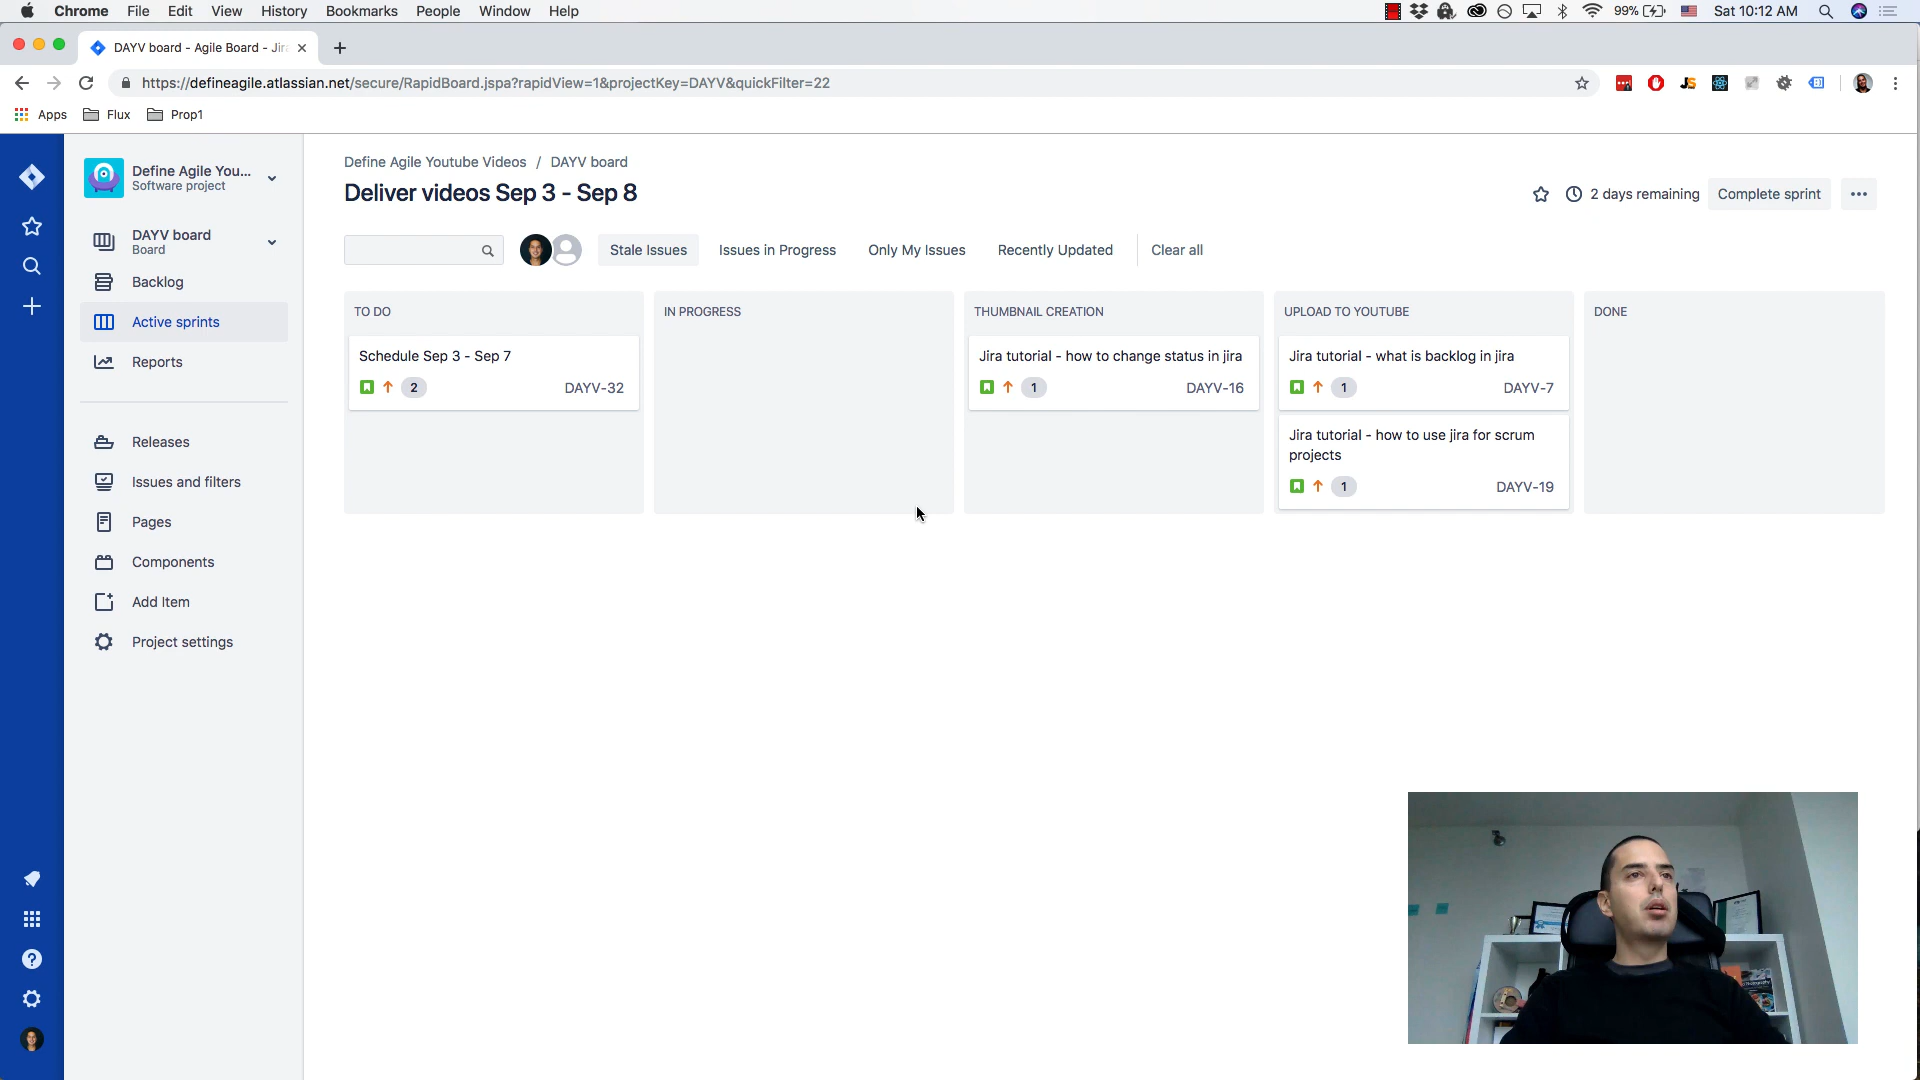 Chrome File Edit View History Bookmarks People Window Help 99% Sat 10:12 AM
DAYV board - Agile Board - Jir
https://defineagile.atlassian.net/secure/RapidBoard.jspa?rapidView=1&projectKey=DAYV&quickFilter=22
Apps Flux Prop1
Define Agile You...
Software project
DAYV board
Board
Backlog
Active sprints
Reports
Releases
Issues and filters
Pages
Components
Add Item
Project settings
Define Agile Youtube Videos / DAYV board
Deliver videos Sep 3 - Sep 8
2 days remaining Complete sprint
Stale Issues Issues in Progress Only My Issues Recently Updated Clear all
TO DO
Schedule Sep 3 - Sep 7
2 DAYV-32
IN PROGRESS
THUMBNAIL CREATION
Jira tutorial - how to change status in jira
1 DAYV-16
UPLOAD TO YOUTUBE
Jira tutorial - what is backlog in jira
1 DAYV-7
Jira tutorial - how to use jira for scrum
projects
1 DAYV-19
DONE